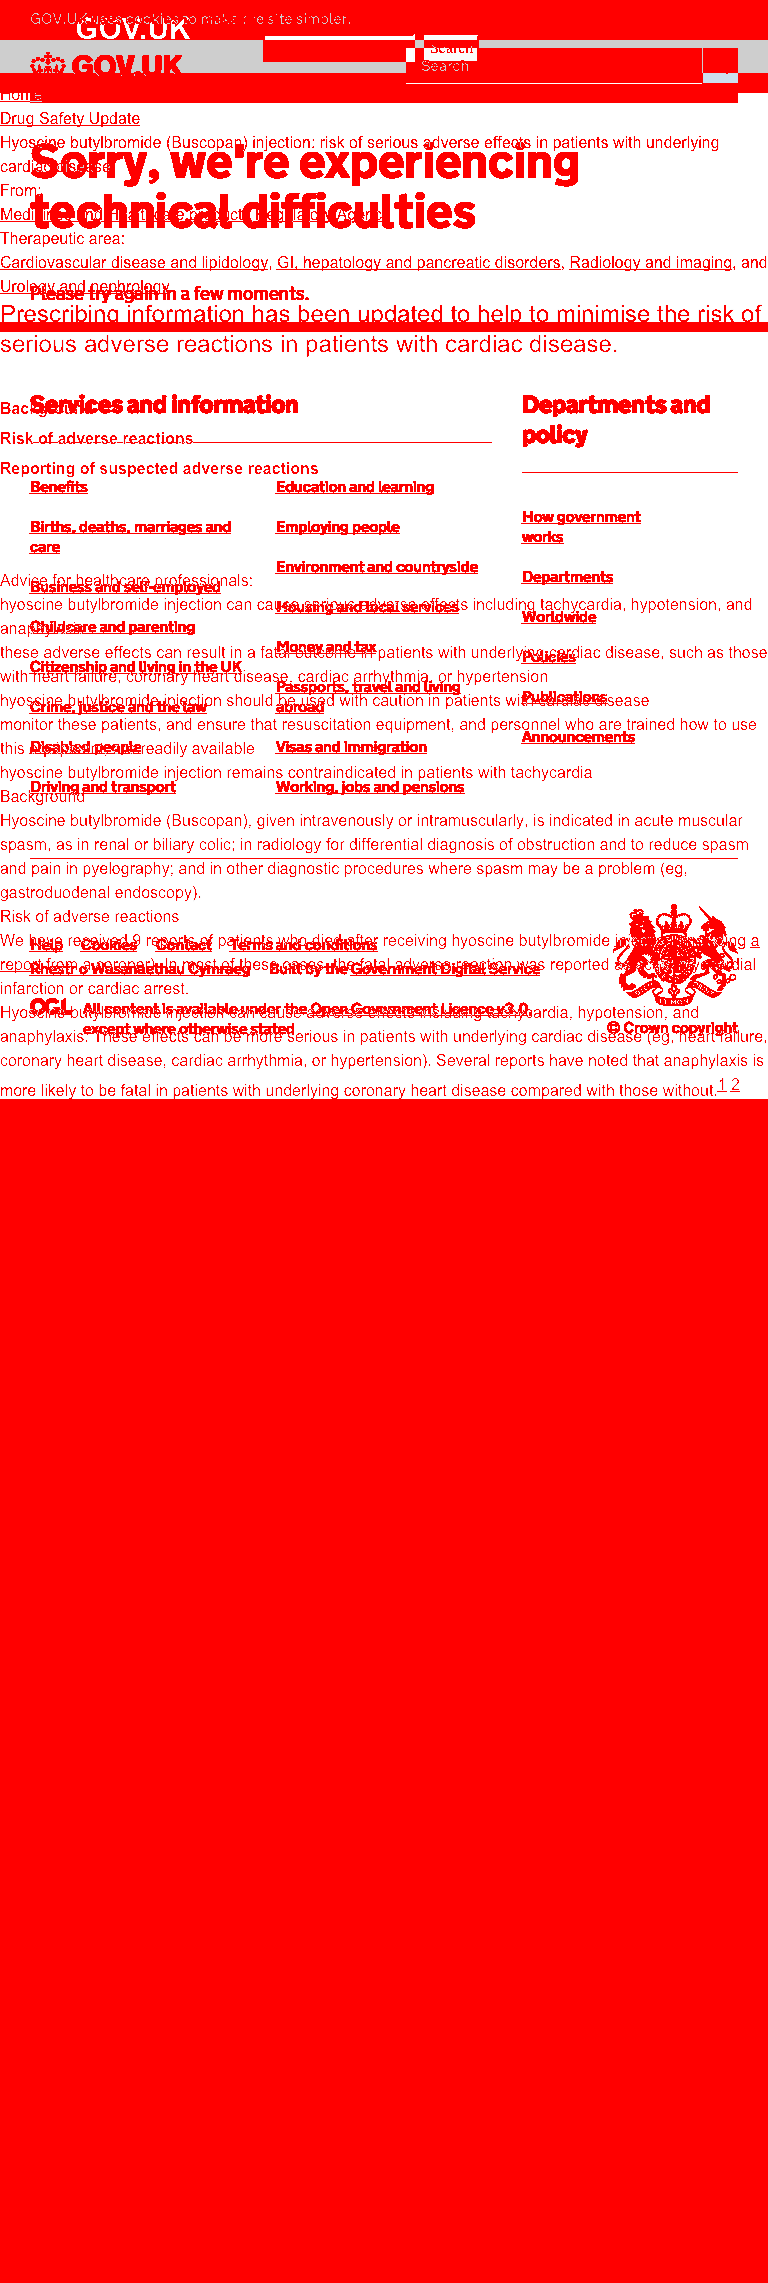 GOV.UK uses cookies to make the site simpler.
GOV.UK
Search
GOV.UK
Search
Home
Drug Safety Update
Hyoscine butylbromide (Buscopan) injection: risk of serious adverse effects in patients with underlying
cardiac disease
Sorry, we're experiencing
technical difficulties
From:
Medicines and Healthcare products Regulatory Agency
Therapeutic area:
Cardiovascular disease and lipidology, GI, hepatology and pancreatic disorders, Radiology and imaging, and
Urology and nephrology
Please try again in a few moments.
Prescribing information has been updated to help to minimise the risk of
serious adverse reactions in patients with cardiac disease.
Services and information
Departments and
policy
Background
Risk of adverse reactions
Reporting of suspected adverse reactions
Benefits
Education and learning
How government
works
Births, deaths, marriages and
care
Employing people
Environment and countryside
Departments
Advice for healthcare professionals:
Business and self-employed
hyoscine butylbromide injection can cause serious adverse effects including tachycardia, hypotension, and
Housing and local services
Worldwide
Childcare and parenting
Money and tax
these adverse effects can result in a fatal outcome in patients with underlying cardiac disease, such as those
Policies
Citizenship and living in the UK
with heart failure, coronary heart disease, cardiac arrhythmia, or hypertension
Passports, travel and living
abroad
hyoscine butylbromide injection should be used with caution in patients with cardiac disease
Publications
Crime, justice and the law
monitor these patients, and ensure that resuscitation equipment, and personnel who are trained how to use
Announcements
this readily available
Disabled people
Visas and immigration
hyoscine butylbromide injection remains contraindicated in patients with tachycardia
Driving and transport
Working, jobs and pensions
Background
Hyoscine butylbromide (Buscopan), given intravenously or intramuscularly, is indicated in acute muscular
spasm, as in renal or biliary colic; in radiology for differential diagnosis of obstruction and to reduce spasm
and pain in pyelography; and in other diagnostic procedures where spasm may be a problem (eg,
gastroduodenal endoscopy).
Risk of adverse reactions
We have received 9 reports of patients who died after receiving hyoscine butylbromide a
Help Cookies Contact Terms and conditions
report from a coroner). In most of these cases, the fatal adverse reaction was reported
Rhestr o Wasanaethau Cymraeg Built by the Government Digital Service
infarction or cardiac arrest.
OGL All content is available under the Open Government Licence v3.0,
except where otherwise stated
© Crown copyright
Hyoscine butylbromide injection can cause adverse effects including tachycardia, hypotension, and
anaphylaxis. These effects can be more serious in patients with underlying cardiac disease (eg, heart failure,
coronary heart disease, cardiac arrhythmia, or hypertension). Several reports have noted that anaphylaxis is
more likely to be fatal in patients with underlying coronary heart disease compared with those without.1 2